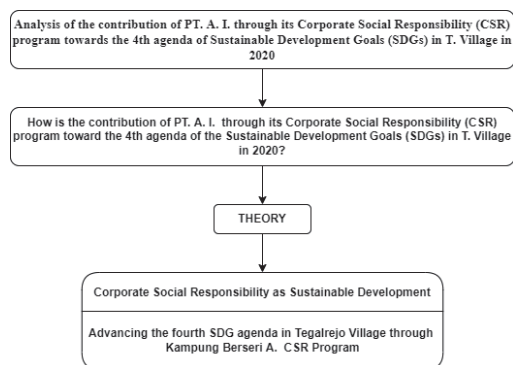 Analysis of the contribution of PT. A. I. through its Corporate Social Responsibility (CSR)
program towards the 4th agenda of Sustainable Development Goals (SDGs) in T. Village in
2020
How is the contribution of PT. A. I. through its Corporate Social Responsibility (CSR)
program toward the 4th agenda of the Sustainable Development Goals (SDGs) in T. Village
in 2020?
THEORY
Corporate Social Responsibility as Sustainable Development
Advancing the fourth SDG agenda in Tegalrejo Village through
Kampung Berseri A. CSR Program